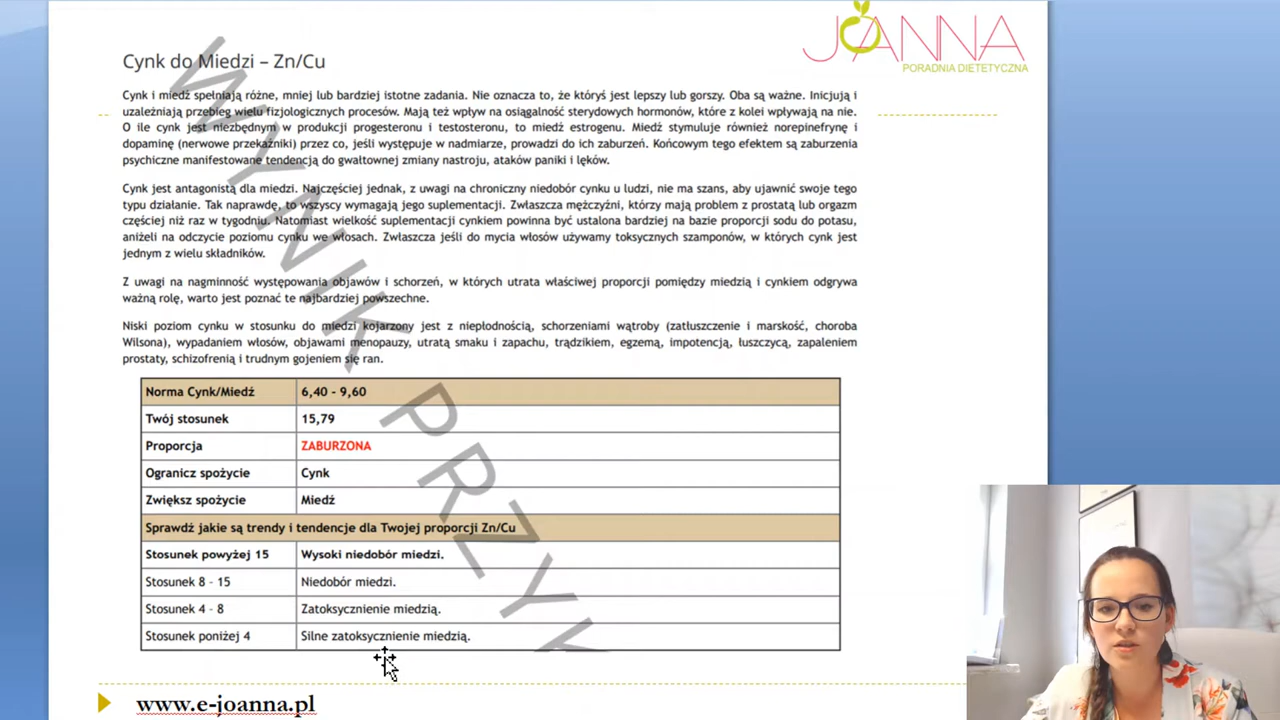 JOANNA
PORADNIA DIETETYCZNA
Cynk do Miedzi – Zn/Cu
Cynk i miedź spełniają różne, mniej lub bardziej istotne zadania. Nie oznacza to, że któryś jest lepszy lub gorszy. Oba są ważne. Inicjują i
uzależniają przebieg wielu fizjologicznych procesów. Mają też wpływ na osiągalność sterydowych hormonów, które z kolei wpływają na nie.
O ile cynk jest niezbędnym w produkcji progesteronu i testosteronu, to miedź estrogenu. Miedź stymuluje również norepinefrynę i
dopaminę (nerwowe przekaźniki) przez co, jeśli występuje w nadmiarze, prowadzi do ich zaburzeń. Końcowym tego efektem są zaburzenia
psychiczne manifestowane tendencją do gwałtownej zmiany nastroju, ataków paniki i lęków.
Cynk jest antagonistą dla miedzi. Najczęściej jednak, z uwagi na chroniczny niedobór cynku u ludzi, nie ma szans, aby ujawnić swoje tego
typu działanie. Tak naprawdę, to wszyscy wymagają jego suplementacji. Zwłaszcza mężczyźni, którzy mają problem z prostatą lub orgazm
częściej niż raz w tygodniu. Natomiast wielkość suplementacji cynkiem powinna być ustalona bardziej na bazie proporcji sodu do potasu,
aniżeli na odczycie poziomu cynku we włosach. Zwłaszcza jeśli do mycia włosów używamy toksycznych szamponów, w których cynk jest
jednym z wielu składników.
Z uwagi na nagminność występowania objawów i schorzeń, w których utrata właściwej proporcji pomiędzy miedzią i cynkiem odgrywa
ważną rolę, warto jest poznać te najbardziej powszechne.
Niski poziom cynku w stosunku do miedzi kojarzony jest z niepłodnością, schorzeniami wątroby (zatłuszczenie i marskość, choroba
Wilsona), wypadaniem włosów, objawami menopauzy, utratą smaku i zapachu, trądzikiem, egzemą, impotencją, łuszczycą, zapaleniem
prostaty, schizofrenią i trudnym gojeniem się ran.
Norma Cynk/Miedź 6,40 - 9,60
Twój stosunek 15,79
Proporcja ZABURZONA
Ogranicz spożycie Cynk
Zwiększ spożycie Miedź
Sprawdź jakie są trendy i tendencje dla Twojej proporcji Zn/Cu
Stosunek powyżej 15 Wysoki niedobór miedzi.
Stosunek 8 - 15 Niedobór miedzi.
Stosunek 4 - 8 Zatoksycznienie miedzią.
Stosunek poniżej 4 Silne zatoksycznienie miedzią.
WYNIK PRZYK
www.e-joanna.pl